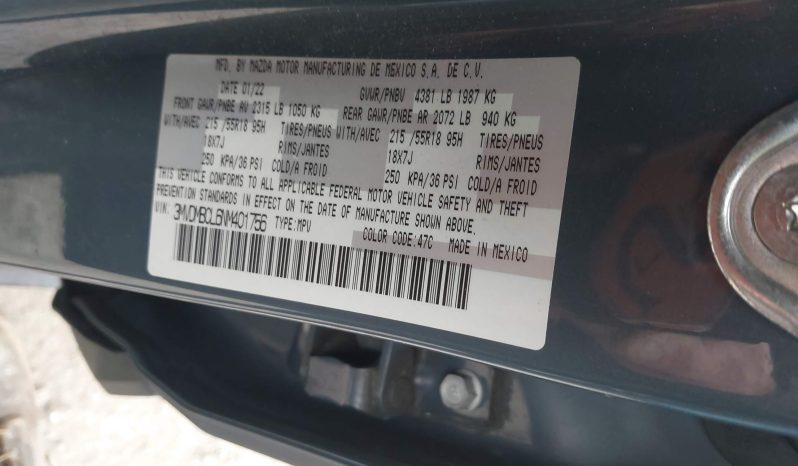 MFD. BY MAZDA MOTOR MANUFACTURING DE MEXICO S.A. DE C.V.
DATE 01/22 GVWR/PNBV 4381 LB 1987 KG
FRONT GAWR/PNBE AV 2315 LB 1050 KG REAR GAWR/PNBE AR 2072 LB 940 KG
WITH/AVEC 215 /55R18 95H TIRES/PNEUS WITH/AVEC 215 /55R18 95H TIRES/PNEUS
18X7J RIMS/JANTES 18X7J RIMS/JANTES
250 KPA/36 PSI COLD/A FROID 250 KPA/36 PSI COLD/A FROID
THIS VEHICLE CONFORMS TO ALL APPLICABLE FEDERAL MOTOR VEHICLE SAFETY AND THEFT
PREVENTION STANDARDS IN EFFECT ON THE DATE OF MANUFACTURE SHOWN ABOVE.
VIN: 3MVDMBCL6NM401756 TYPE:MPV COLOR CODE:47C MADE IN MEXICO